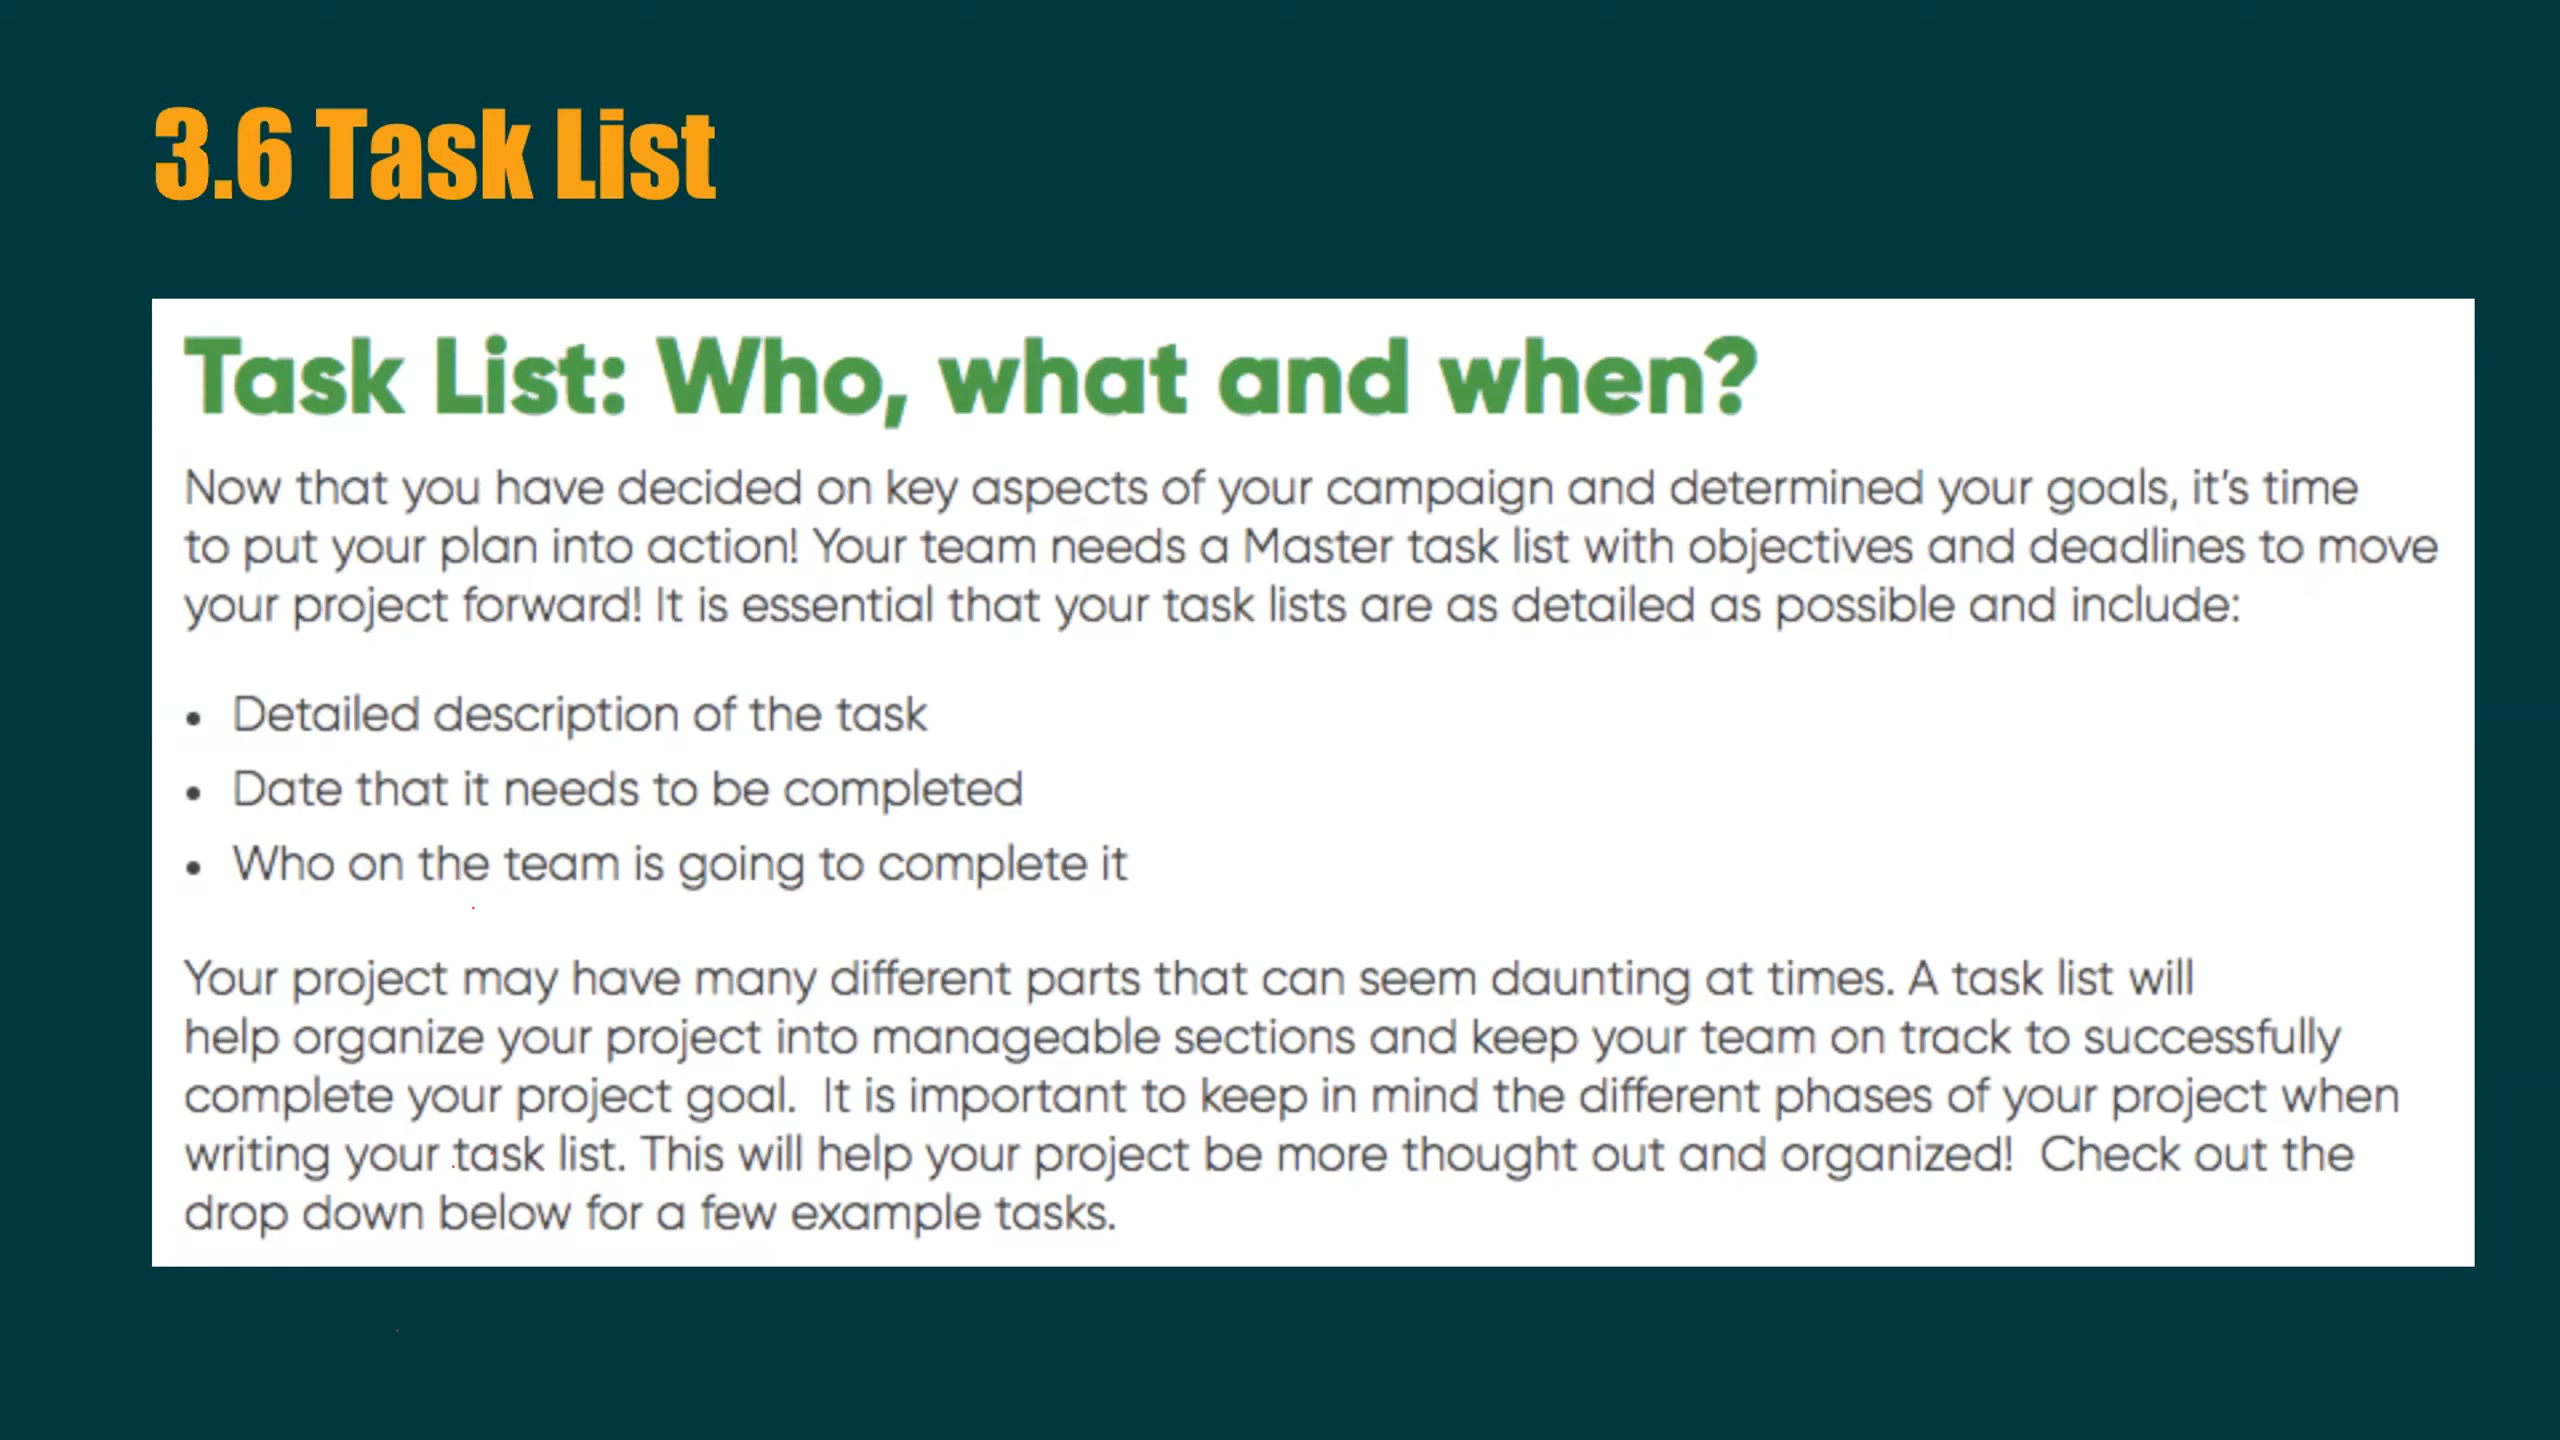 3.6 Task List
Task List: Who, what and when?
Now that you have decided on key aspects of your campaign and determined your goals, it's time
to put your plan into action! Your team needs a Master task list with objectives and deadlines to move
your project forward! It is essential that your task lists are as detailed as possible and include:
• Detailed description of the task
• Date that it needs to be completed
• Who on the team is going to complete it
Your project may have many different parts that can seem daunting at times. A task list will
help organize your project into manageable sections and keep your team on track to successfully
complete your project goal.  It is important to keep in mind the different phases of your project when
writing your task list. This will help your project be more thought out and organized!  Check out the
drop down below for a few example tasks.